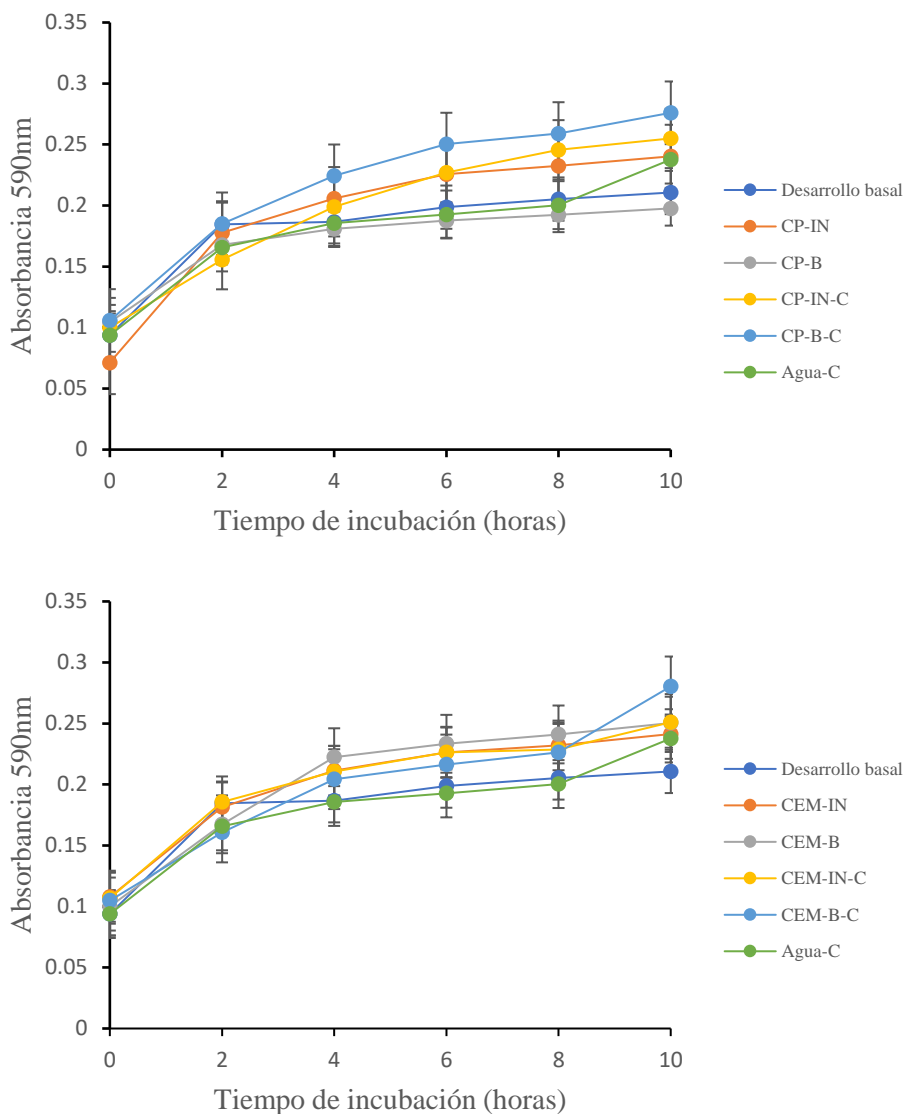 0.35
0.3
0.25
0.2
0.15
0.1
0.05
0
Absorbancia 590nm
0 2 4 6 8 10
Tiempo de incubación (horas)
Desarrollo basal
CP-IN
CP-B
CP-IN-C
CP-B-C
Agua-C
0.35
0.3
0.25
0.2
0.15
0.1
0.05
0
Absorbancia 590nm
0 2 4 6 8 10
Tiempo de incubación (horas)
Desarrollo basal
CEM-IN
CEM-B
CEM-IN-C
CEM-B-C
Agua-C